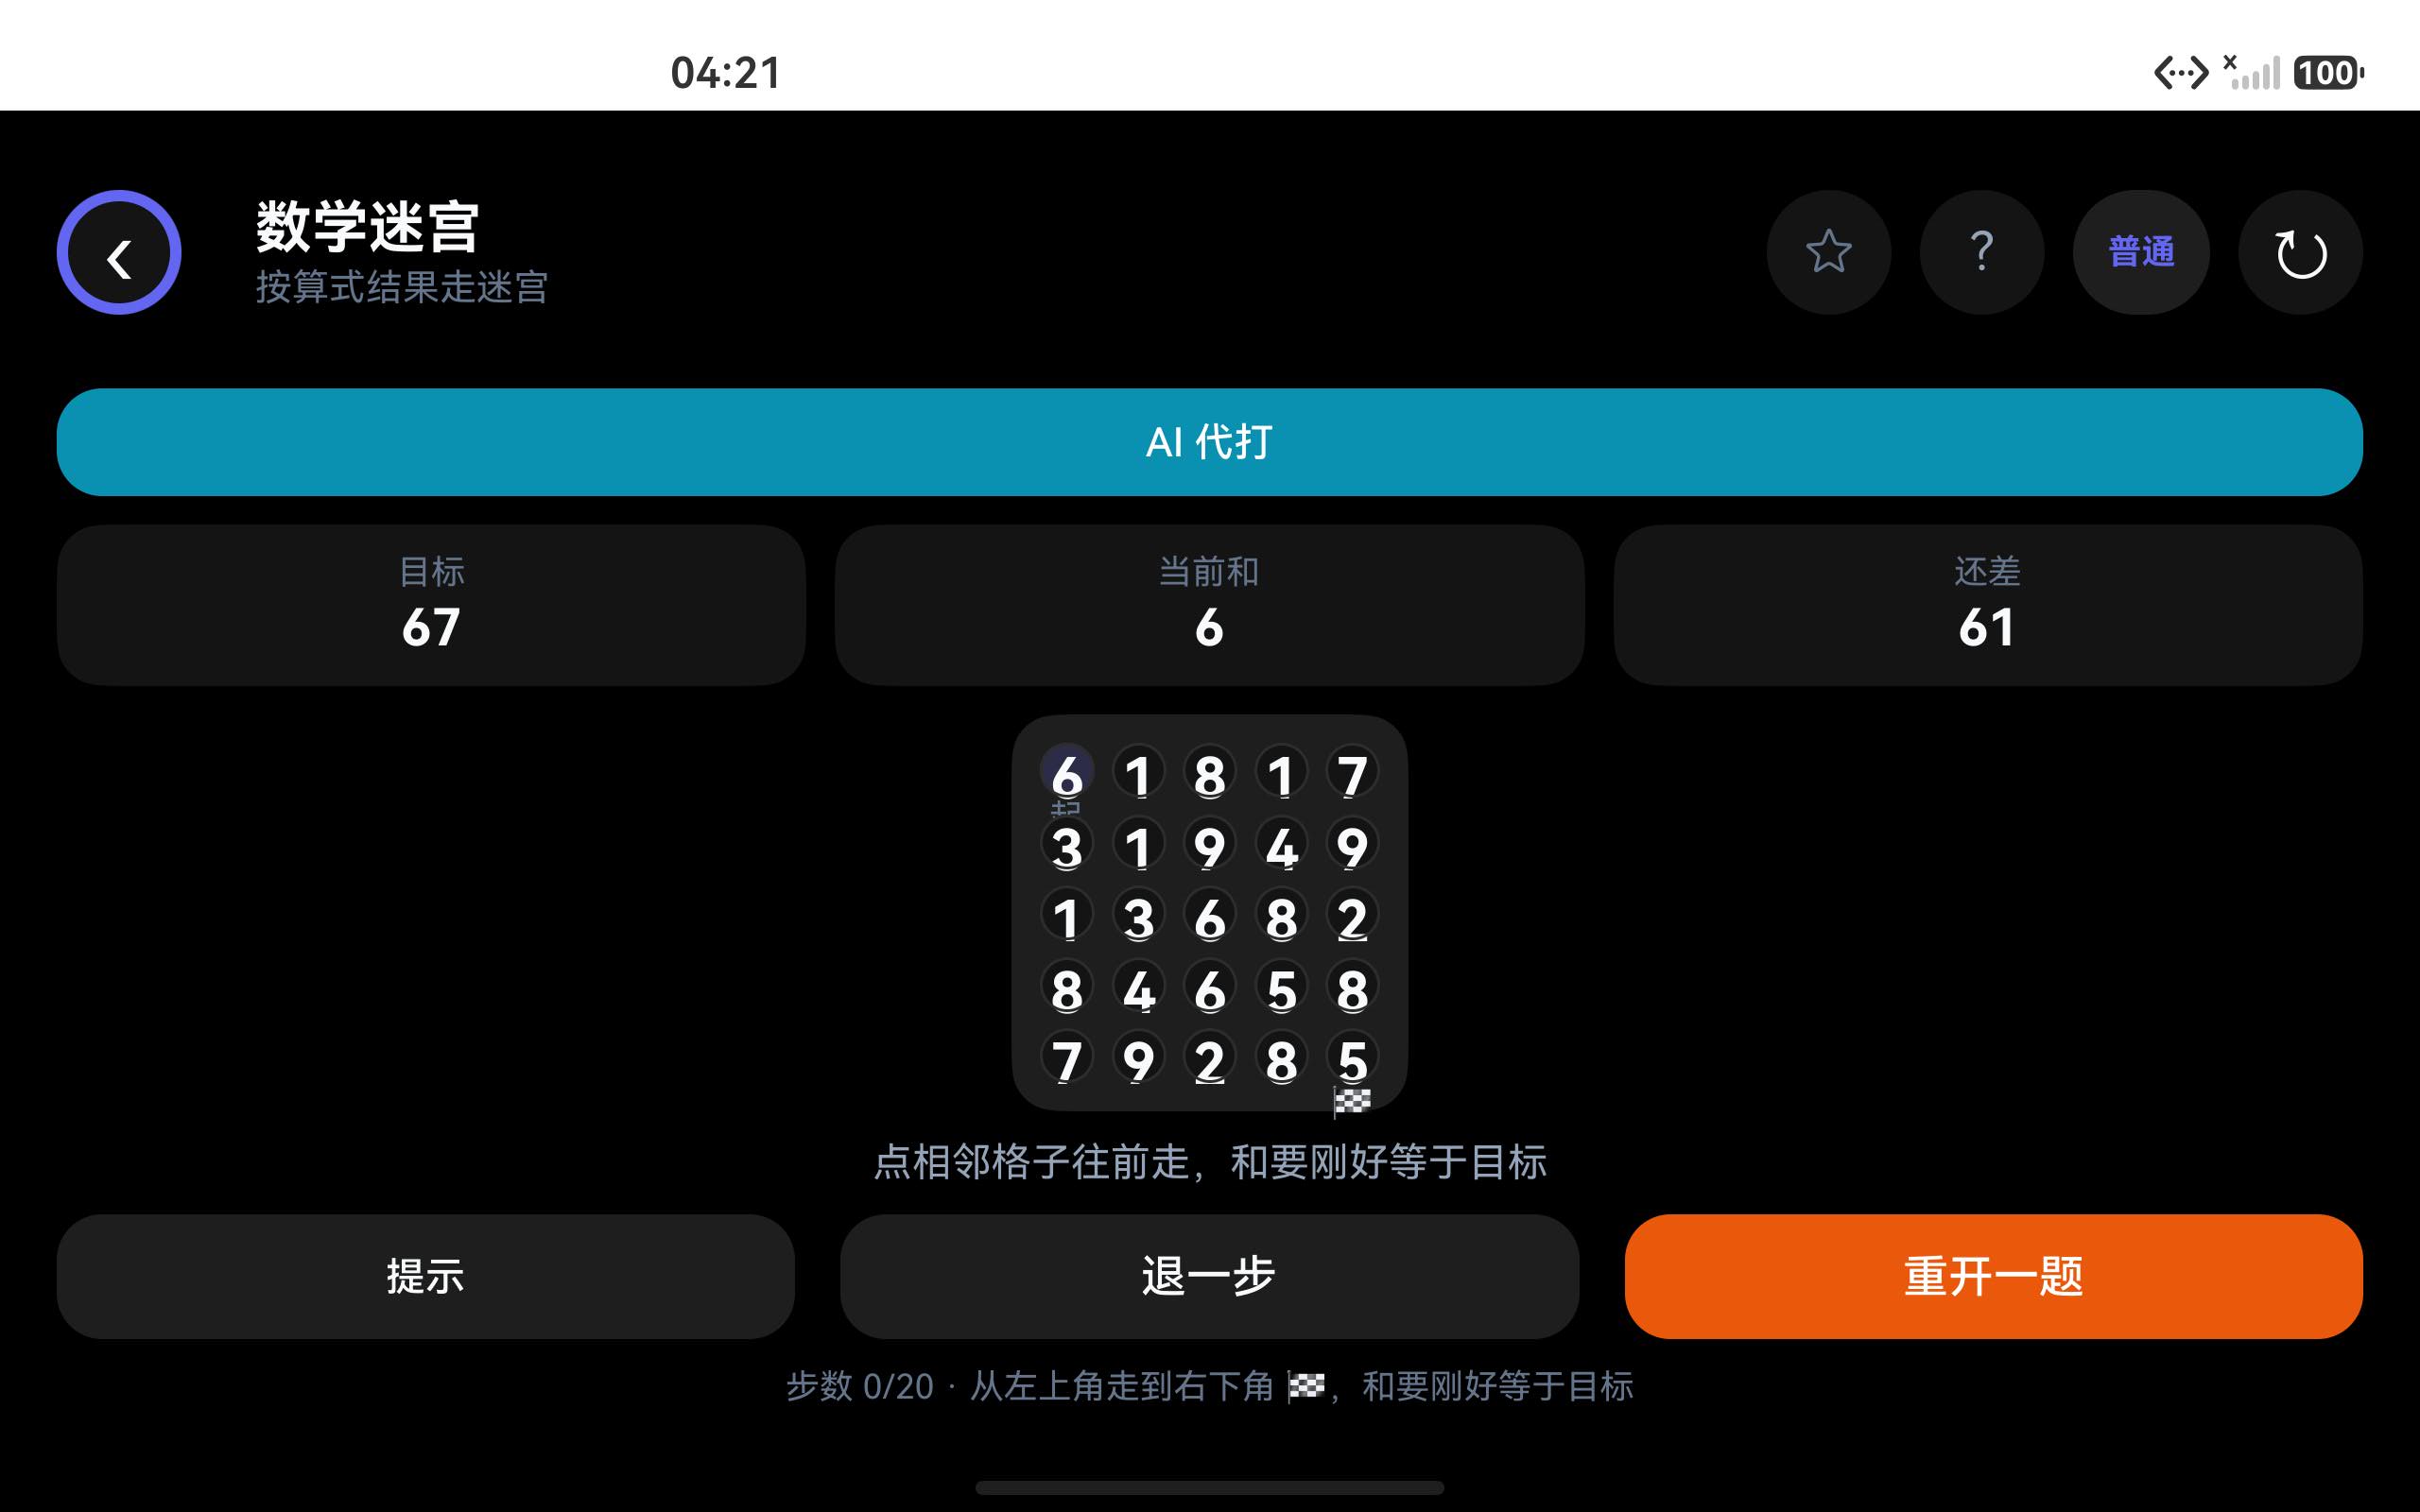 04:21
100
数学迷宫
按算式结果走迷宫
?
普通
AI 代打
目标
67
当前和
6
还差
61
6 1 8 1 7
起
3 1 9 4 9
1 3 6 8 2
8 4 6 5 8
7 9 2 8 5
点相邻格子往前走，和要刚好等于目标
提示
退一步
重开一题
步数 0/20 · 从左上角走到右下角 🏁，和要刚好等于目标